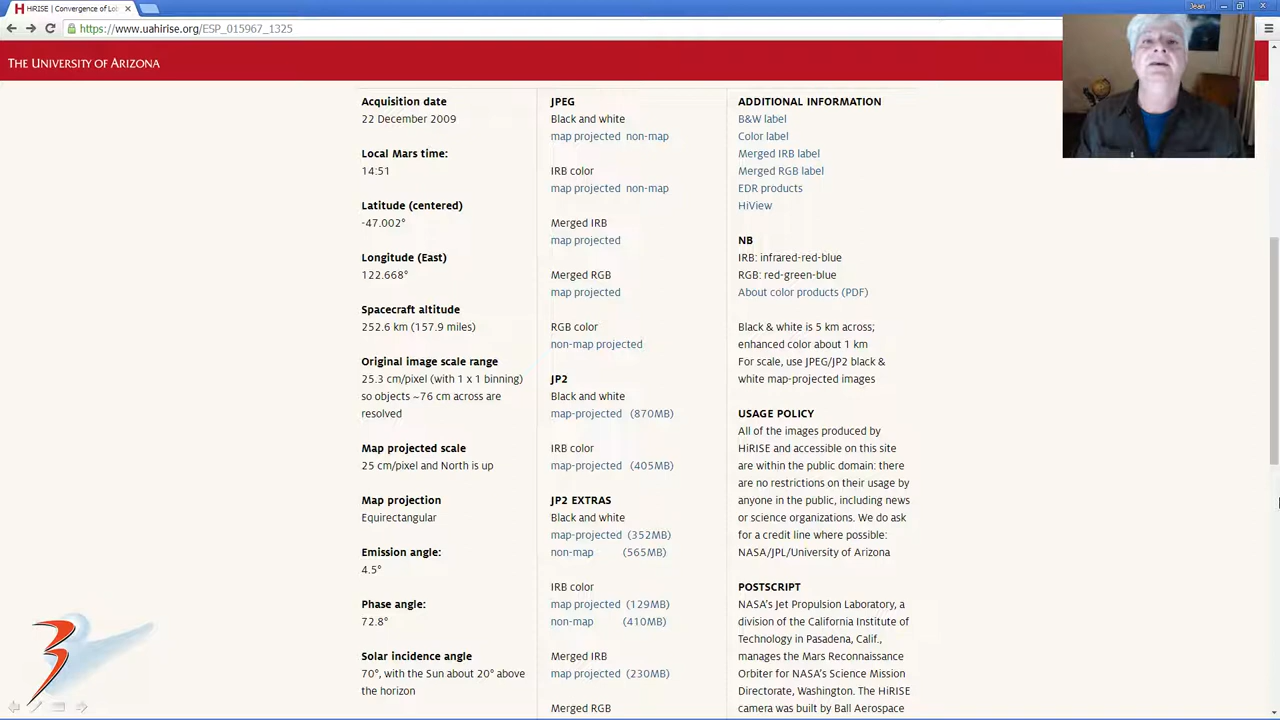 HiRISE | Convergence of Lo
Jean
https://www.uahirise.org/ESP_015967_1325
THE UNIVERSITY OF ARIZONA
Acquisition date
22 December 2009
Local Mars time:
14:51
Latitude (centered)
-47.002°
Longitude (East)
122.668°
Spacecraft altitude
252.6 km (157.9 miles)
Original image scale range
25.3 cm/pixel (with 1 x 1 binning)
so objects ~76 cm across are
resolved
Map projected scale
25 cm/pixel and North is up
Map projection
Equirectangular
Emission angle:
4.5°
Phase angle:
72.8°
Solar incidence angle
70°, with the Sun about 20° above
the horizon
JPEG
Black and white
map projected non-map
IRB color
map projected non-map
Merged IRB
map projected
Merged RGB
map projected
RGB color
non-map projected
JP2
Black and white
map-projected (870MB)
IRB color
map-projected (405MB)
JP2 EXTRAS
Black and white
map-projected (352MB)
non-map (565MB)
IRB color
map projected (129MB)
non-map (410MB)
Merged IRB
map projected (230MB)
Merged RGB
ADDITIONAL INFORMATION
B&W label
Color label
Merged IRB label
Merged RGB label
EDR products
HiView
NB
IRB: infrared-red-blue
RGB: red-green-blue
About color products (PDF)
Black & white is 5 km across;
enhanced color about 1 km
For scale, use JPEG/JP2 black &
white map-projected images
USAGE POLICY
All of the images produced by
HiRISE and accessible on this site
are within the public domain: there
are no restrictions on their usage by
anyone in the public, including news
or science organizations. We do ask
for a credit line where possible:
NASA/JPL/University of Arizona
POSTSCRIPT
NASA's Jet Propulsion Laboratory, a
division of the California Institute of
Technology in Pasadena, Calif.,
manages the Mars Reconnaissance
Orbiter for NASA's Science Mission
Directorate, Washington. The HiRISE
camera was built by Ball Aerospace
3